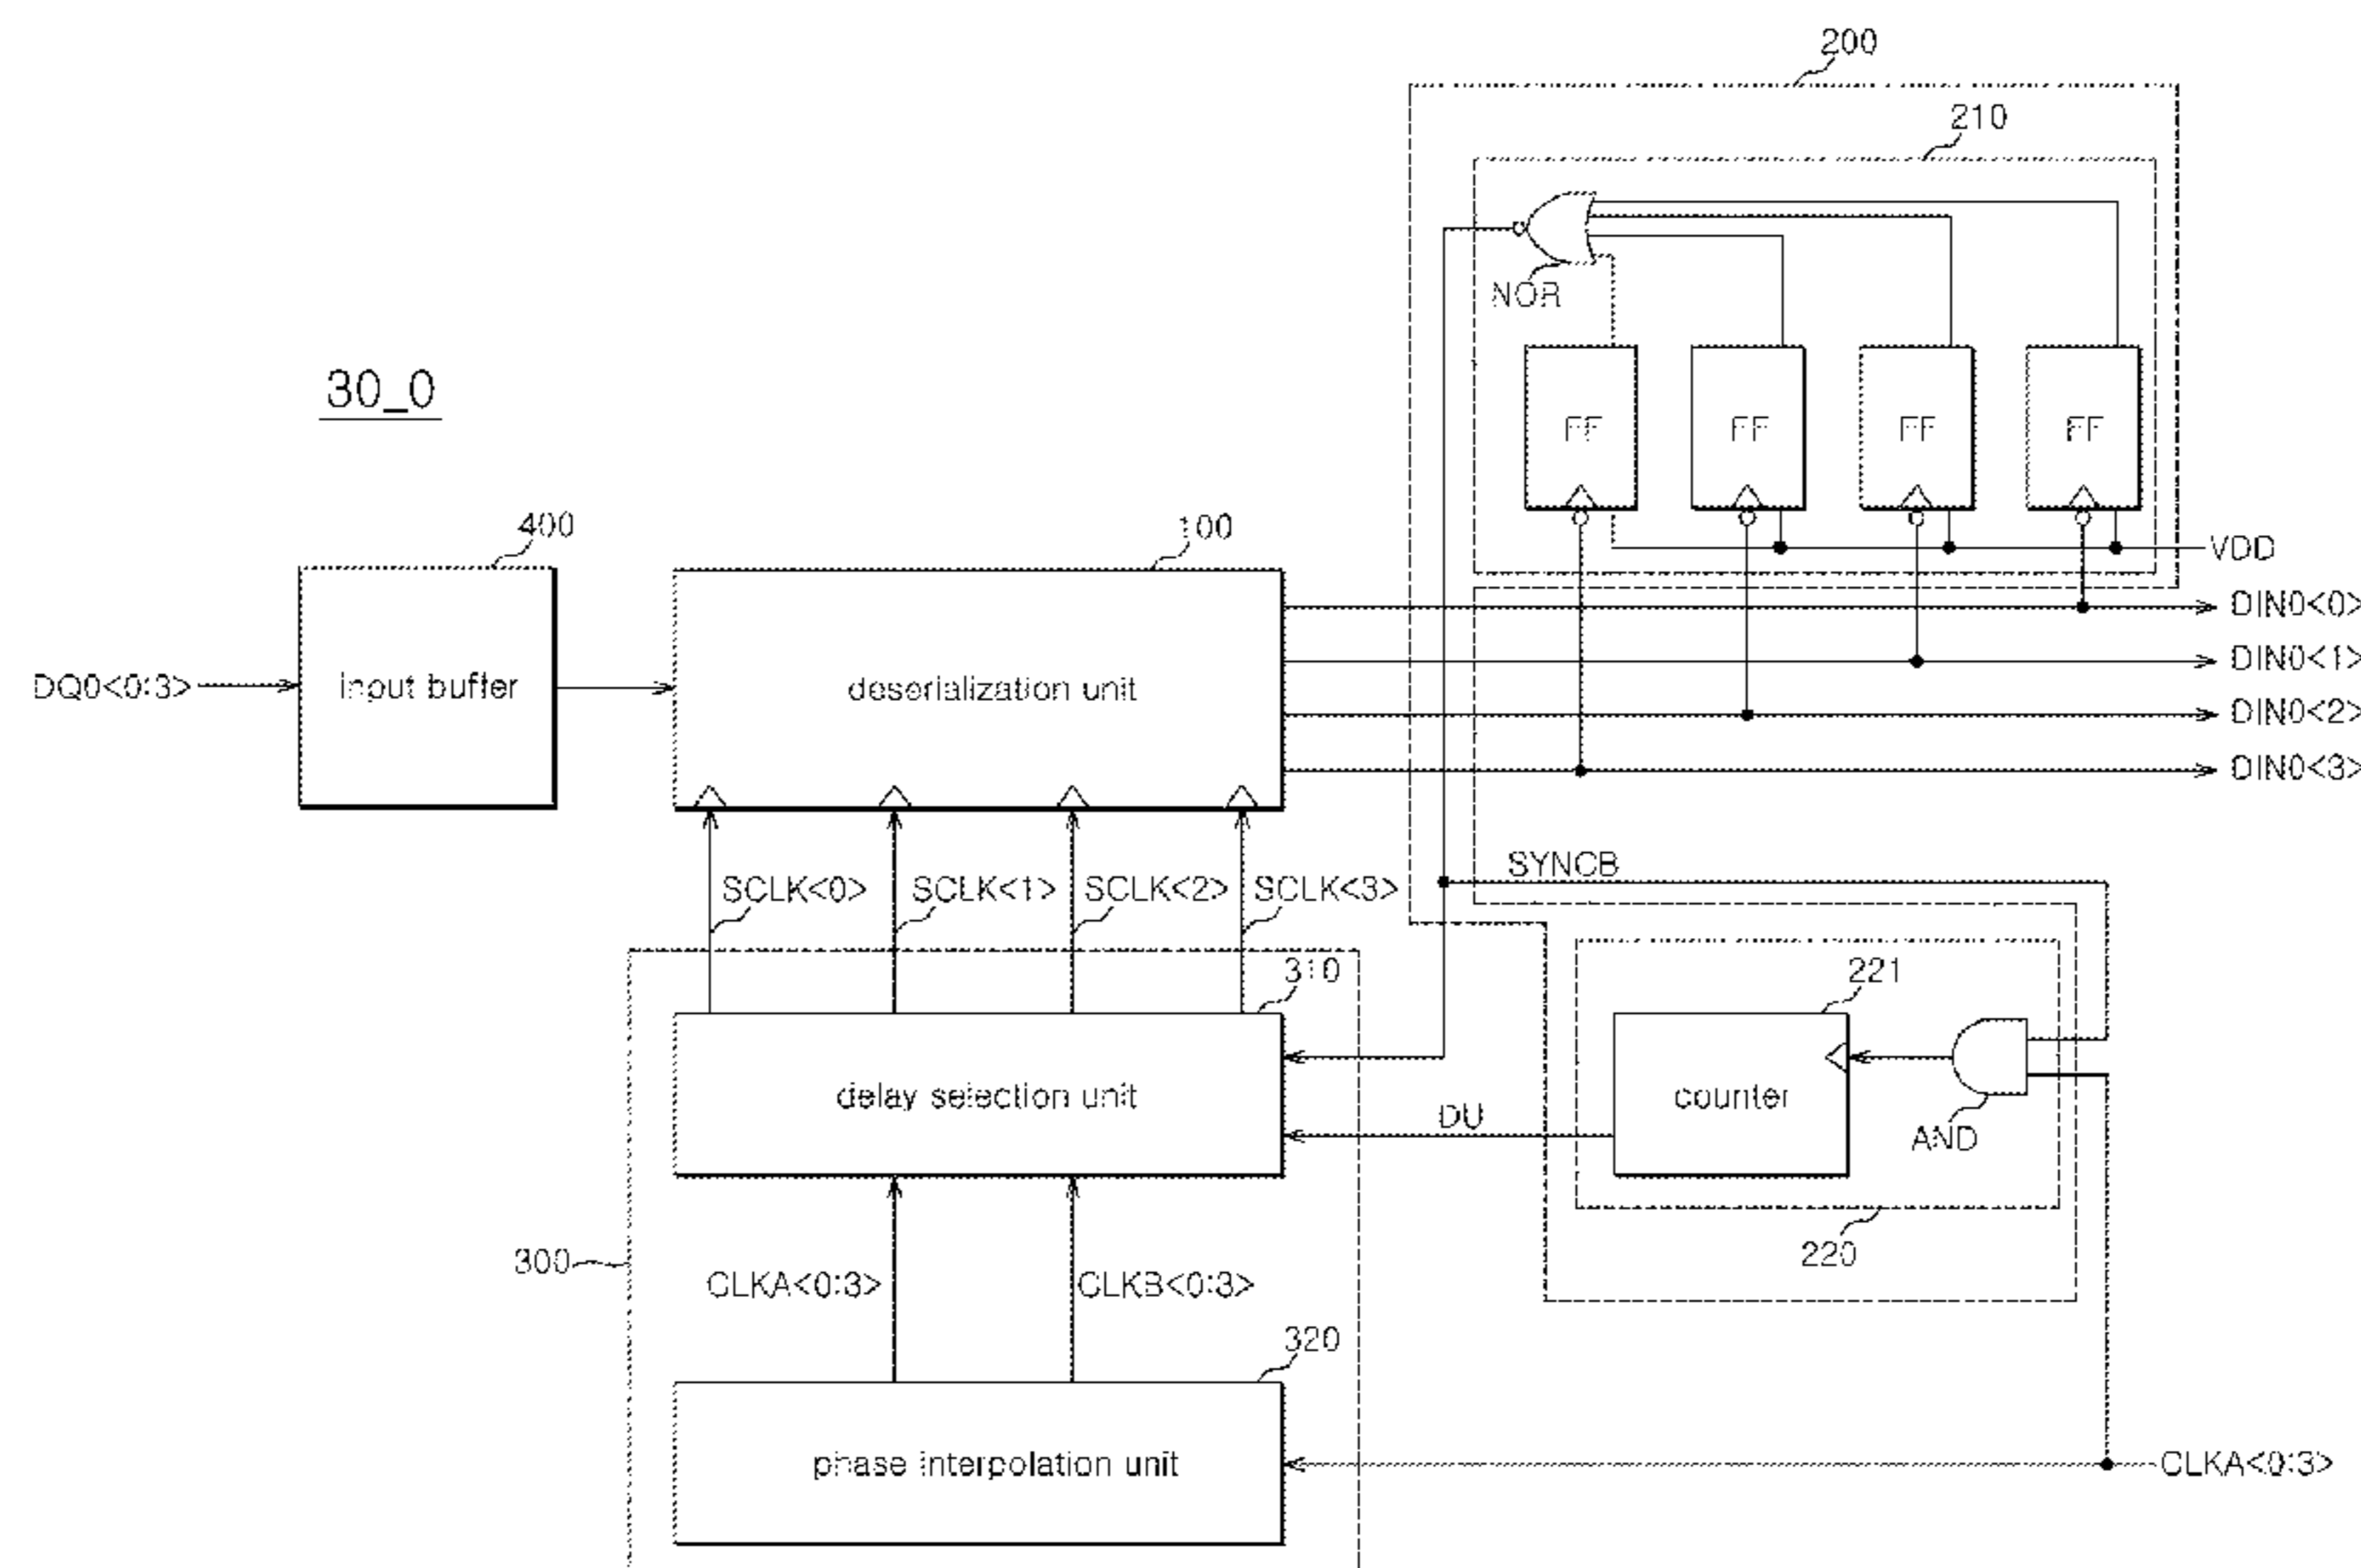 200
210
NOR
30_0
FF FF FF FF
400
100
VDD
DIN0<0>
DIN0<1>
DQ0<0:3>
input buffer
deserialization unit
DIN0<2>
DIN0<3>
SYNCB
SCLK<0>
SCLK<1>
SCLK<2>
SCLK<3>
310
221
delay selection unit
DU
counter
AND
300
CLKA<0:3>
CLKB<0:3>
220
320
phase interpolation unit
CLKA<0:3>